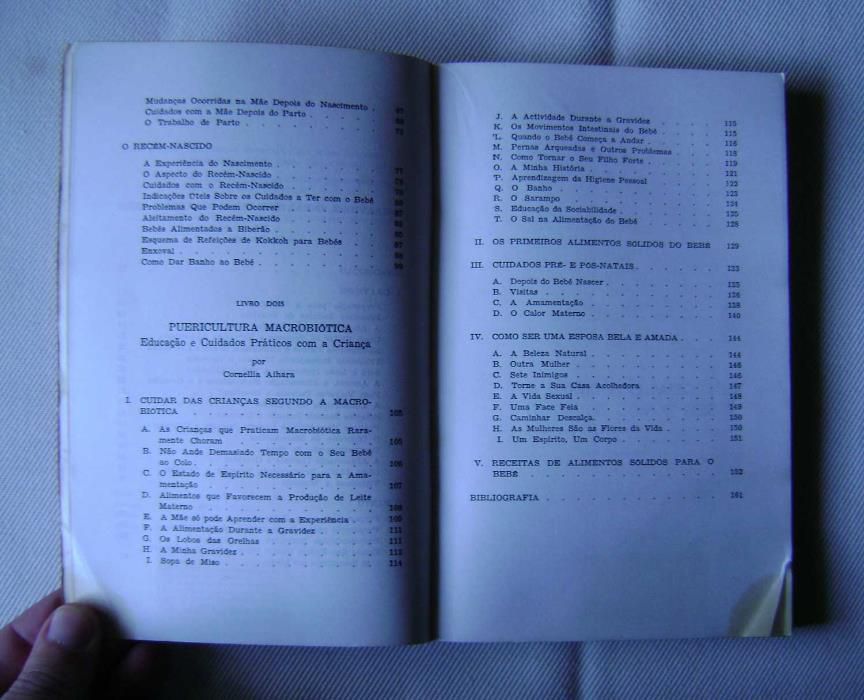 Mudanças Ocorridas na Mãe Depois do Nascimento .
Cuidados com a Mãe Depois do Parto . . . . .
O Trabalho de Parto . . . . . . . .
O RECÉM-NASCIDO
A Experiência do Nascimento . . . . . .
O Aspecto do Recém-Nascido . . . . . .
Cuidados com o Recém-Nascido . . . . .
Indicações Úteis Sobre os Cuidados a Ter com o Bebé
Problemas Que Podem Ocorrer . . . . .
Aleitamento do Recém-Nascido . . . . .
Bebés Alimentados a Biberão . . . . . .
Esquema de Refeições de Kokkoh para Bebés . .
Enxoval . . . . . . . . . .
Como Dar Banho ao Bebé . . . . . . .
LIVRO DOIS
PUERICULTURA MACROBIÓTICA
Educação e Cuidados Práticos com a Criança
por
Cornellia Aihara
I. CUIDAR DAS CRIANÇAS SEGUNDO A MACRO-
BIÓTICA . . . . . . . . . . 105
A. As Crianças que Praticam Macrobiótica Rara-
mente Choram . . . . . . . . 105
B. Não Ande Demasiado Tempo com o Seu Bebé
ao Colo . . . . . . . . . 106
C. O Estado de Espírito Necessário para a Ama-
mentação . . . . . . . . . 107
D. Alimentos que Favorecem a Produção de Leite
Materno . . . . . . . . . 108
E. A Mãe só pode Aprender com a Experiência . . 109
F. A Alimentação Durante a Gravidez . . . . 111
G. Os Lobos das Orelhas . . . . . . 111
H. A Minha Gravidez . . . . . . . 113
I. Sopa de Miso . . . . . . . . 114
J. A Actividade Durante a Gravidez . . . . 115
K. Os Movimentos Intestinais do Bebé . . . . 115
L. Quando o Bebé Começa a Andar . . . . 116
M. Pernas Arqueadas e Outros Problemas . . . 118
N. Como Tornar o Seu Filho Forte . . . . . 119
O. A Minha História . . . . . . . 121
P. Aprendizagem da Higiene Pessoal . . . . 122
Q. O Banho . . . . . . . . . 123
R. O Sarampo . . . . . . . . 124
S. Educação da Sociabilidade . . . . . . 125
T. O Sal na Alimentação do Bebé . . . . . 128
II. OS PRIMEIROS ALIMENTOS SÓLIDOS DO BEBÉ 129
III. CUIDADOS PRÉ- E PÓS-NATAIS . . . . . 133
A. Depois do Bebé Nascer . . . . . . 135
B. Visitas . . . . . . . . . 136
C. A Amamentação . . . . . . . 138
D. O Calor Materno . . . . . . . 140
IV. COMO SER UMA ESPOSA BELA E AMADA . . . 144
A. A Beleza Natural . . . . . . . 144
B. Outra Mulher . . . . . . . . 146
C. Sete Inimigos . . . . . . . . 146
D. Torne a Sua Casa Acolhedora . . . . . 147
E. A Vida Sexual . . . . . . . . 148
F. Uma Face Feia . . . . . . . . 149
G. Caminhar Descalça . . . . . . . 150
H. As Mulheres São as Flores da Vida . . . . 150
I. Um Espírito, Um Corpo . . . . . . 151
V. RECEITAS DE ALIMENTOS SÓLIDOS PARA O
BEBÉ . . . . . . . . . . . 152
BIBLIOGRAFIA . . . . . . . . . . 161